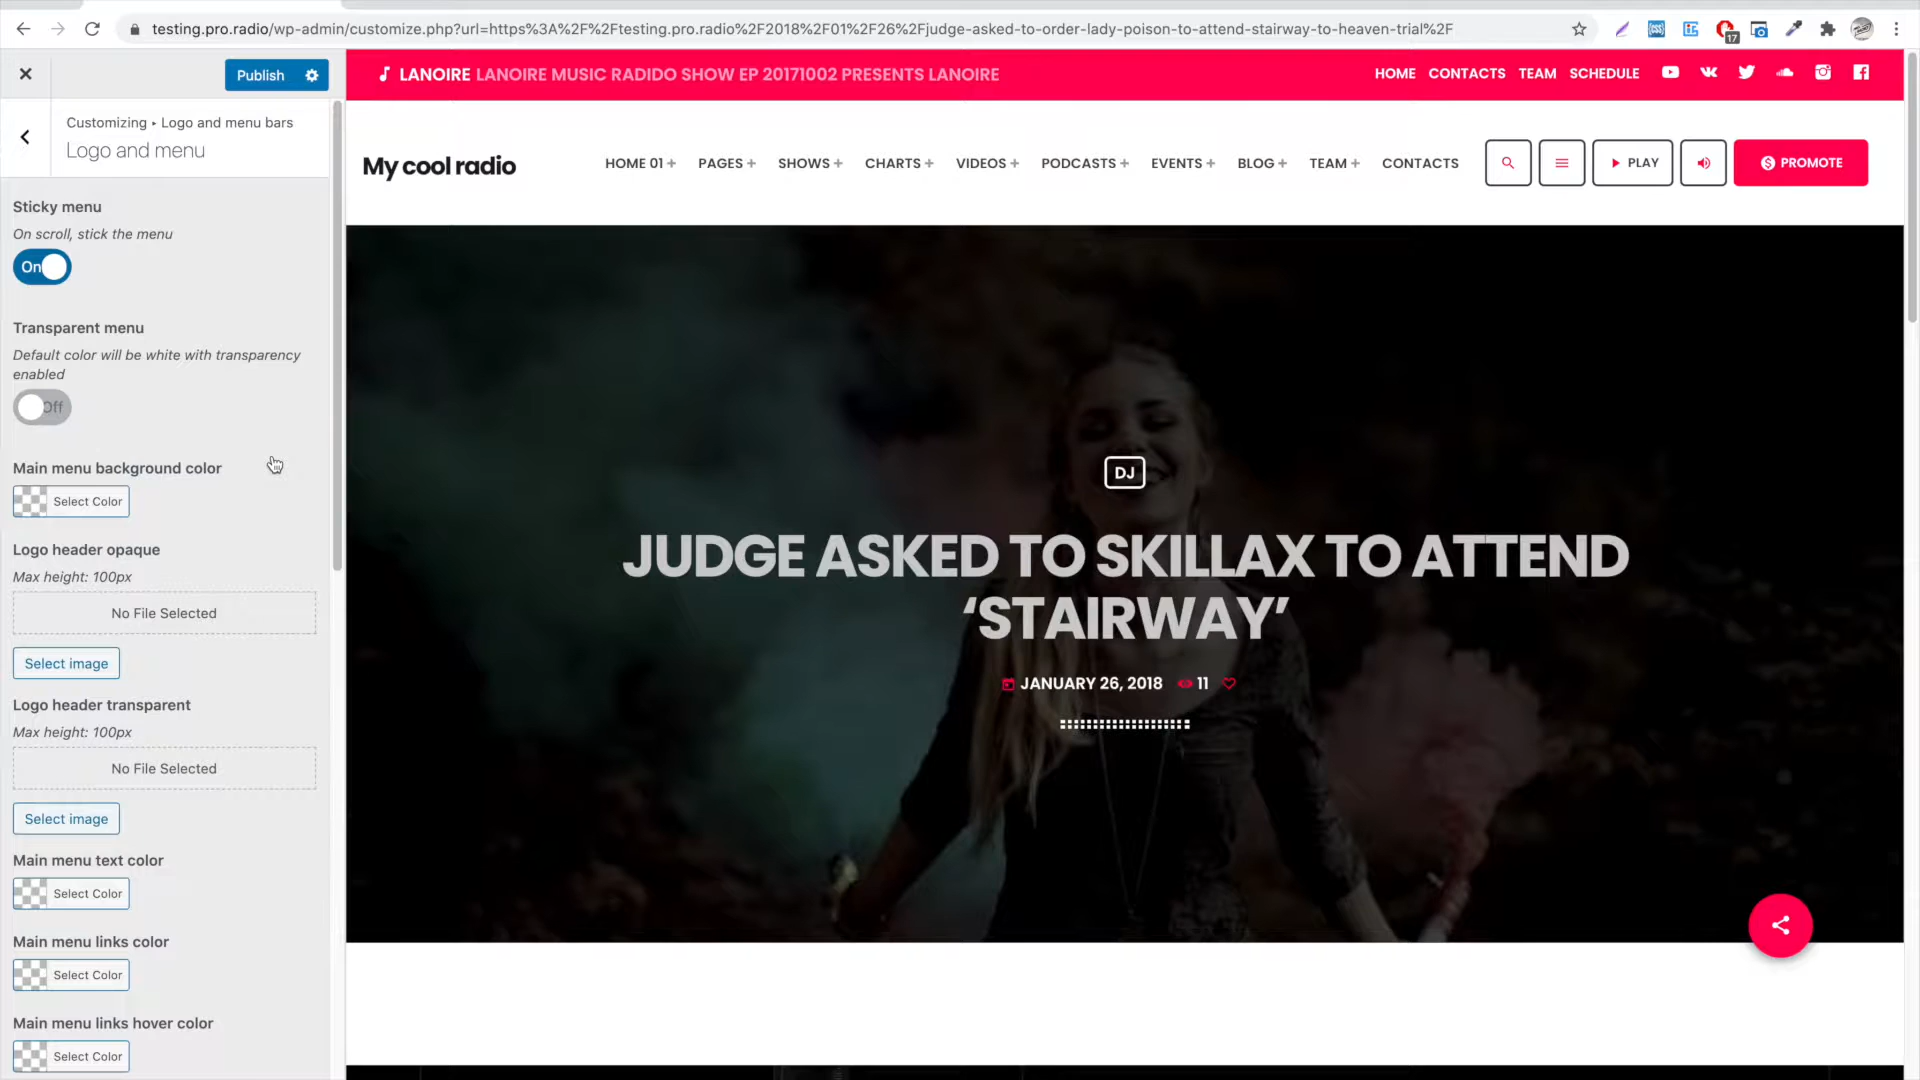 testing.pro.radio/wp-admin/customize.php?url=https%3A%2F%2Ftesting.pro.radio%2F2018%2F01%2F26%2Fjudge-asked-to-order-lady-poison-to-attend-stairway-to-heaven-trial%2F
17
Publish
Customizing ▸ Logo and menu bars
Logo and menu
Sticky menu
On scroll, stick the menu
On
Transparent menu
Default color will be white with transparency
enabled
Off
Main menu background color
Select Color
Logo header opaque
Max height: 100px
No File Selected
Select image
Logo header transparent
Max height: 100px
No File Selected
Select image
Main menu text color
Select Color
Main menu links color
Select Color
Main menu links hover color
Select Color
LANOIRE LANOIRE MUSIC RADIDO SHOW EP 20171002 PRESENTS LANOIRE
HOME CONTACTS TEAM SCHEDULE
My cool radio
HOME 01+ PAGES+ SHOWS+ CHARTS+ VIDEOS+ PODCASTS+ EVENTS+ BLOG+ TEAM+ CONTACTS
PLAY
PROMOTE
DJ
JUDGE ASKED TO SKILLAX TO ATTEND
‘STAIRWAY’
JANUARY 26, 2018 11